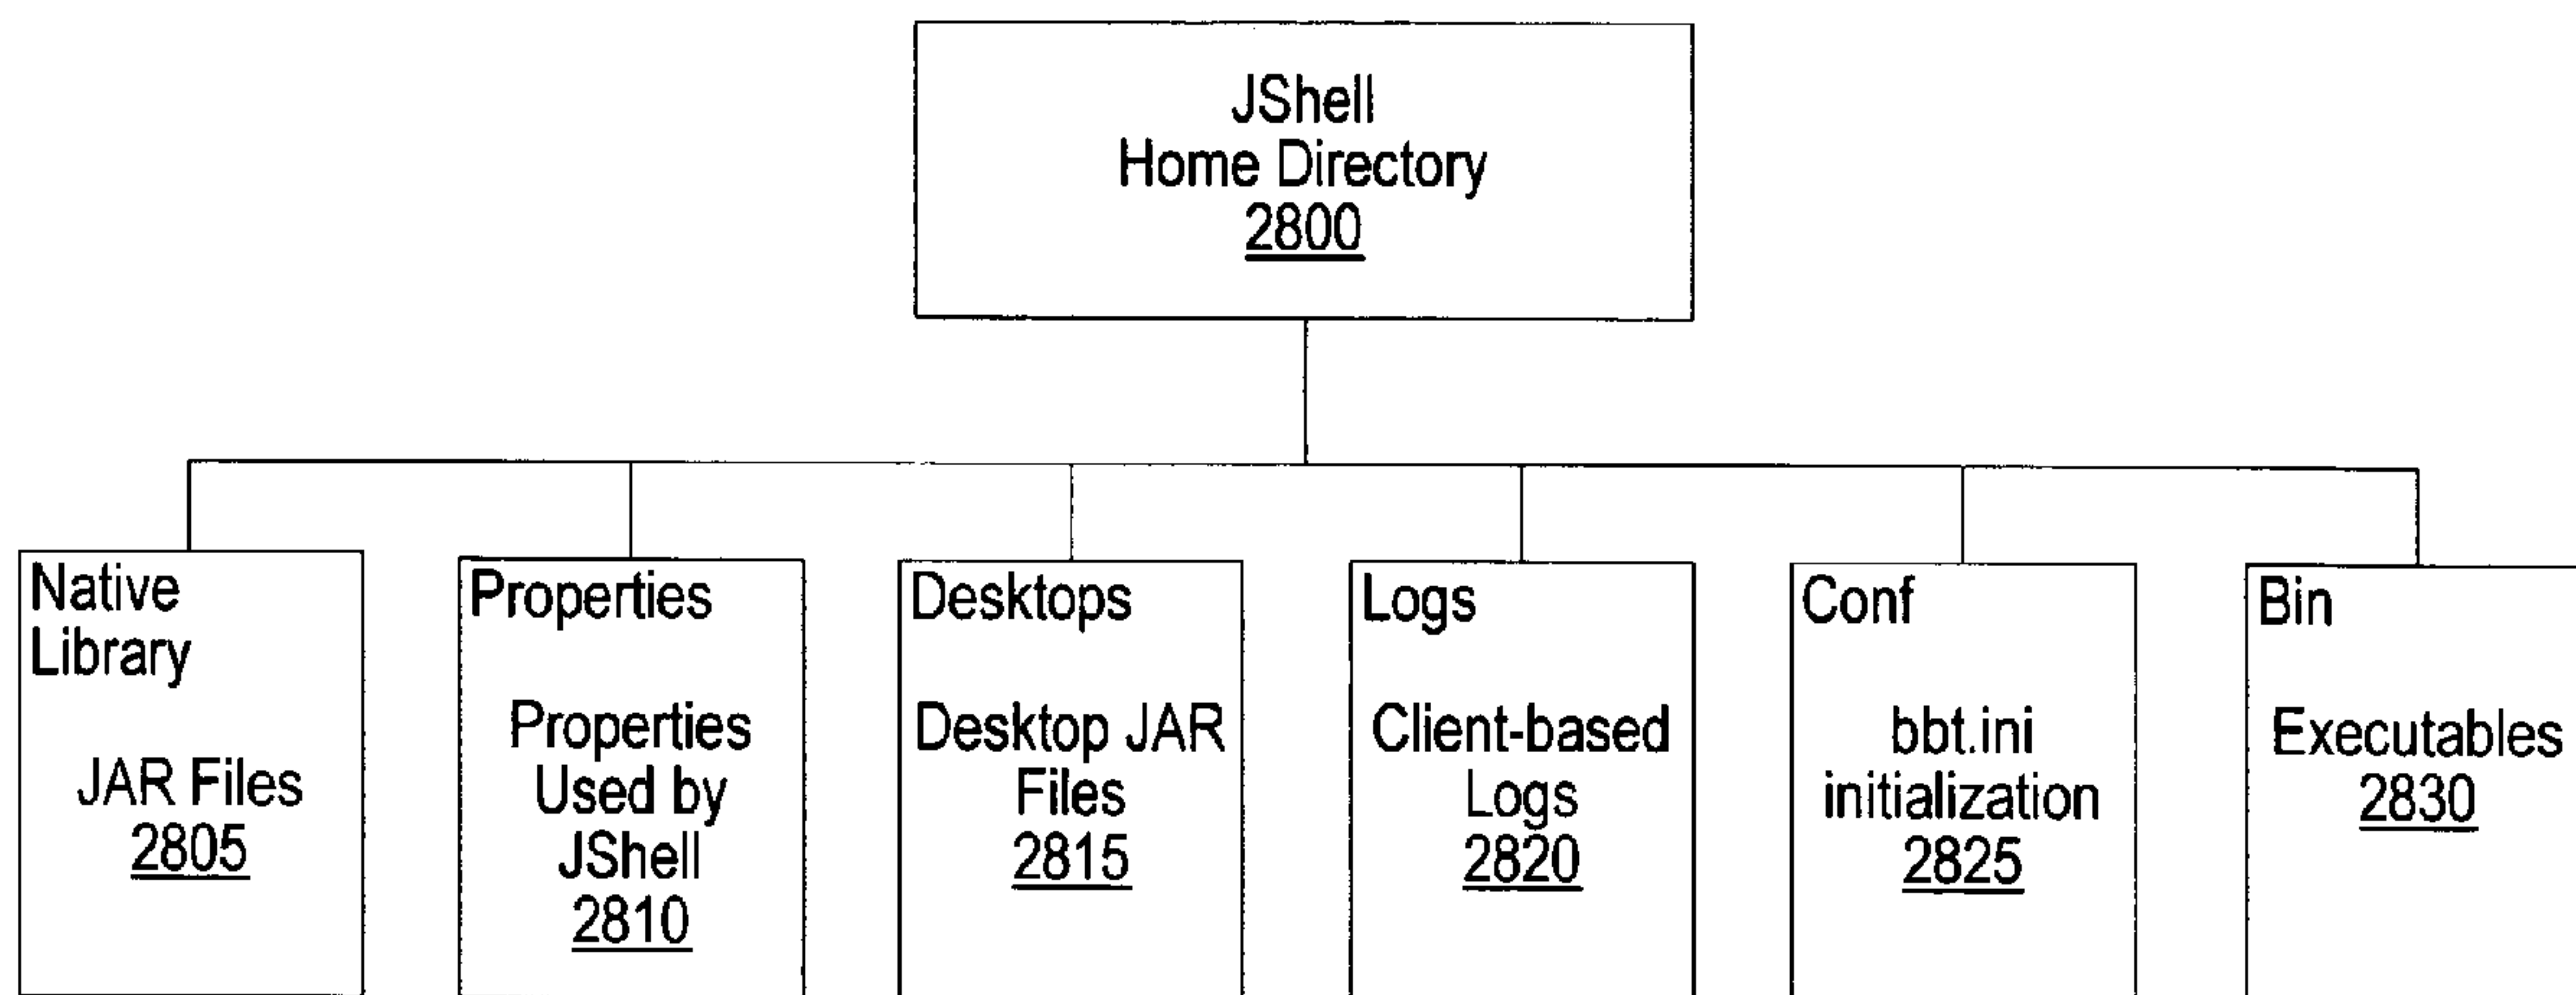 JShell
Home Directory
2800
Native
Library
JAR Files
2805
Properties
Properties
Used by
JShell
2810
Desktops
Desktop JAR
Files
2815
Logs
Client-based
Logs
2820
Conf
bbt.ini
initialization
2825
Bin
Executables
2830